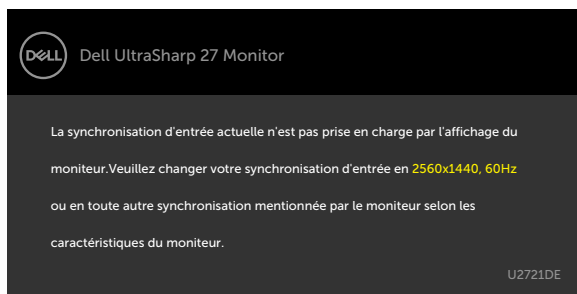 DELL Dell UltraSharp 27 Monitor
La synchronisation d'entrée actuelle n'est pas prise en charge par l'affichage du
moniteur.Veuillez changer votre synchronisation d'entrée en 2560x1440, 60Hz
ou en toute autre synchronisation mentionnée par le moniteur selon les
caractéristiques du moniteur.
U2721DE